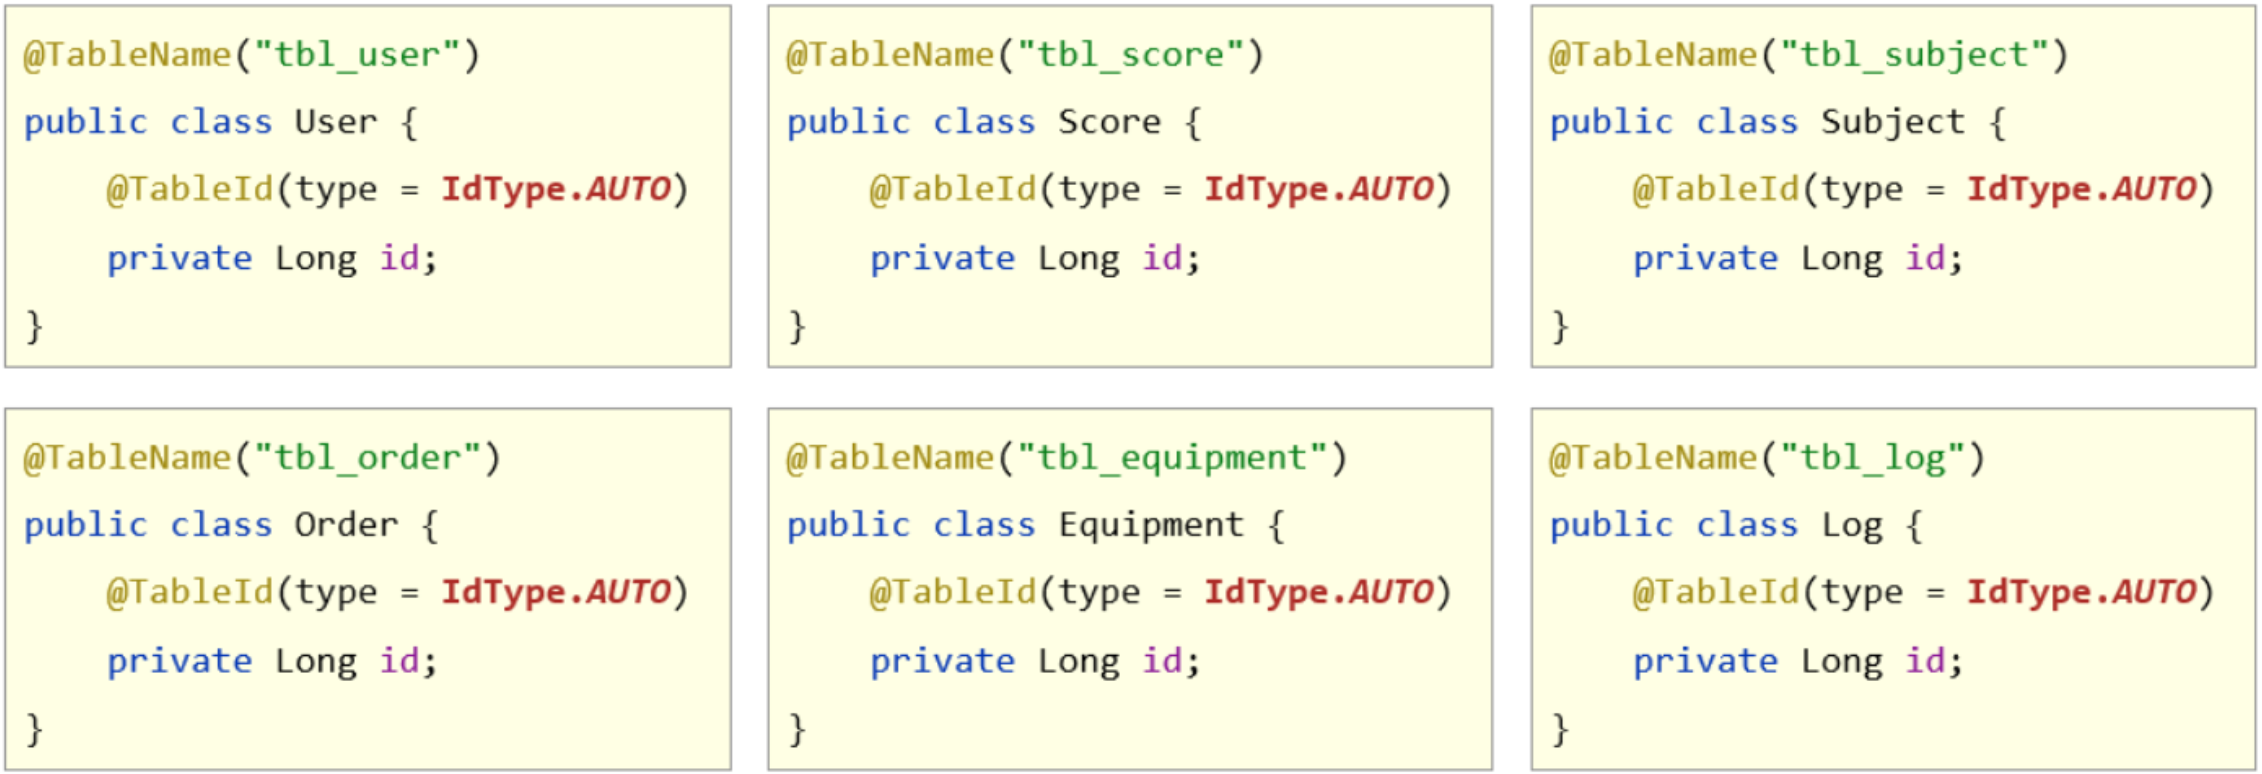 @TableName("tbl_user")
public class User {
    @TableId(type = IdType.AUTO)
    private Long id;
}
@TableName("tbl_score")
public class Score {
    @TableId(type = IdType.AUTO)
    private Long id;
}
@TableName("tbl_subject")
public class Subject {
    @TableId(type = IdType.AUTO)
    private Long id;
}
@TableName("tbl_order")
public class Order {
    @TableId(type = IdType.AUTO)
    private Long id;
}
@TableName("tbl_equipment")
public class Equipment {
    @TableId(type = IdType.AUTO)
    private Long id;
}
@TableName("tbl_log")
public class Log {
    @TableId(type = IdType.AUTO)
    private Long id;
}